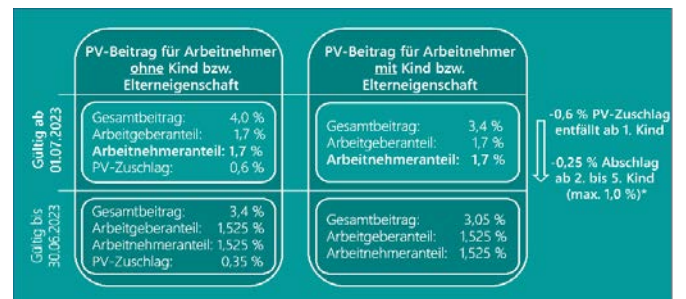 PV-Beitrag für Arbeitnehmer
ohne Kind bzw.
Elterneigenschaft
PV-Beitrag für Arbeitnehmer
mit Kind bzw.
Elterneigenschaft
Gültig ab
01.07.2023
Gesamtbeitrag: 4,0 %
Arbeitgeberanteil: 1,7 %
Arbeitnehmeranteil: 1,7 %
PV-Zuschlag: 0,6 %
Gesamtbeitrag: 3,4 %
Arbeitgeberanteil: 1,7 %
Arbeitnehmeranteil: 1,7 %
-0,6 % PV-Zuschlag
entfällt ab 1. Kind
-0,25 % Abschlag
ab 2. bis 5. Kind
(max. 1,0 %)*
Gültig bis
30.06.2023
Gesamtbeitrag: 3,4 %
Arbeitgeberanteil: 1,525 %
Arbeitnehmeranteil: 1,525 %
PV-Zuschlag: 0,35 %
Gesamtbeitrag: 3,05 %
Arbeitgeberanteil: 1,525 %
Arbeitnehmeranteil: 1,525 %